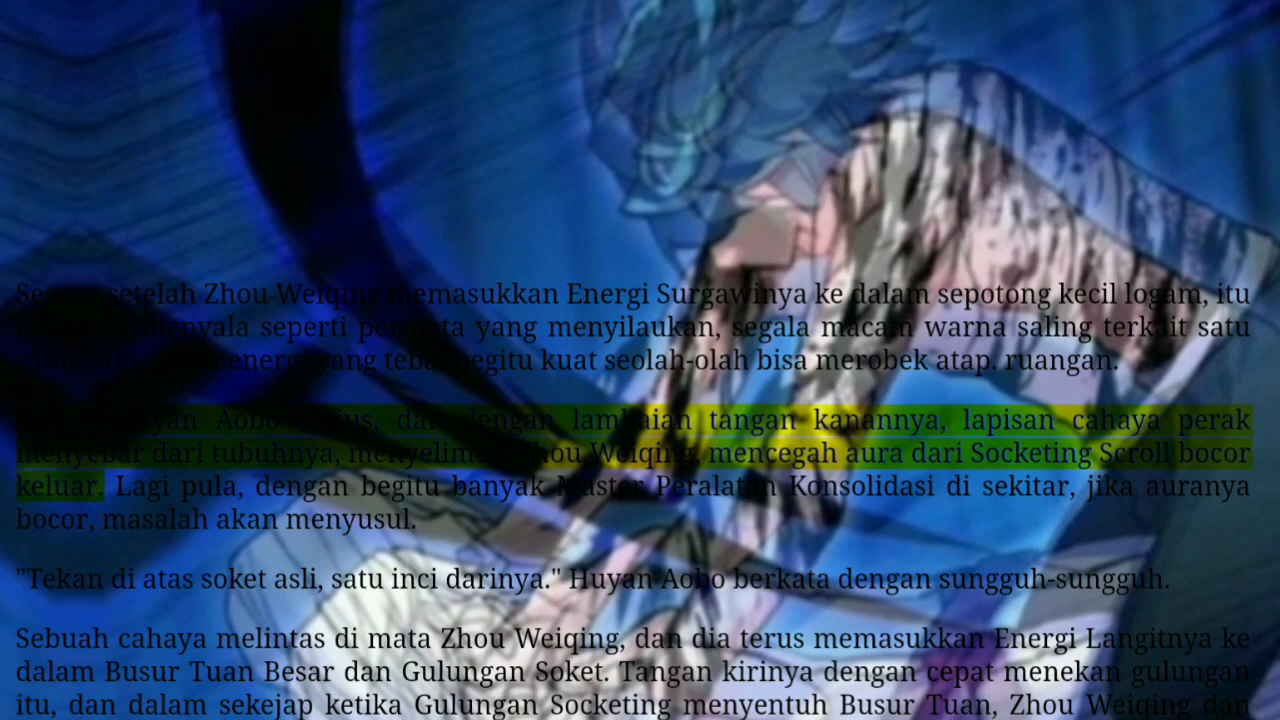 setelah Zhou Weiqing memasukkan Energi Surgawinya ke dalam sepotong kecil logam, itu
menyala seperti permata yang menyilaukan, segala macam warna saling terkait satu
energi yang tebal begitu kuat seolah-olah bisa merobek atap. ruangan.
Huyan Aobo serius, dan dengan lambaian tangan kanannya, lapisan cahaya perak
menyebar dari tubuhnya, menyelimuti Zhou Weiqing, mencegah aura dari Socketing Scroll bocor
keluar. Lagi pula, dengan begitu banyak Master Peralatan Konsolidasi di sekitar, jika auranya
bocor, masalah akan menyusul.
"Tekan di atas soket asli, satu inci darinya." Huyan Aobo berkata dengan sungguh-sungguh.
Sebuah cahaya melintas di mata Zhou Weiqing, dan dia terus memasukkan Energi Langitnya ke
dalam Busur Tuan Besar dan Gulungan Soket. Tangan kirinya dengan cepat menekan gulungan
itu, dan dalam sekejap ketika Gulungan Socketing menyentuh Busur Tuan, Zhou Weiqing dan